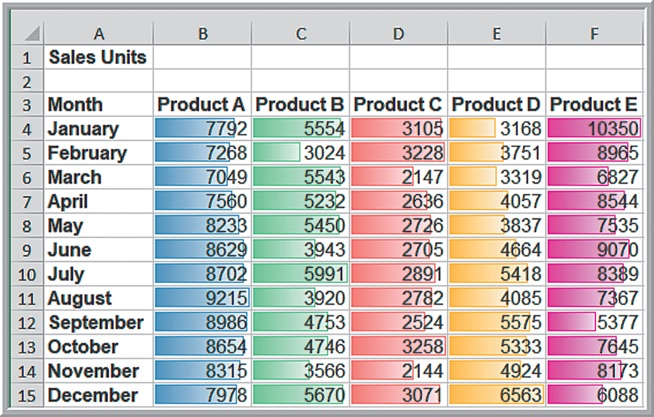 A B C D E F
1 Sales Units
2
3 Month Product A Product B Product C Product D Product E
4 January 7792 5554 3105 3168 10350
5 February 7268 3024 3228 3751 8965
6 March 7049 5543 2147 3319 6827
7 April 7560 5232 2636 4057 8544
8 May 8233 5450 2726 3837 7535
9 June 8629 3943 2705 4664 9070
10 July 8702 5991 2891 5418 8389
11 August 9215 3920 2782 4085 7367
12 September 8986 4753 2524 5575 5377
13 October 8654 4746 3258 5333 7645
14 November 8315 3566 2144 4924 8173
15 December 7978 5670 3071 6563 6088